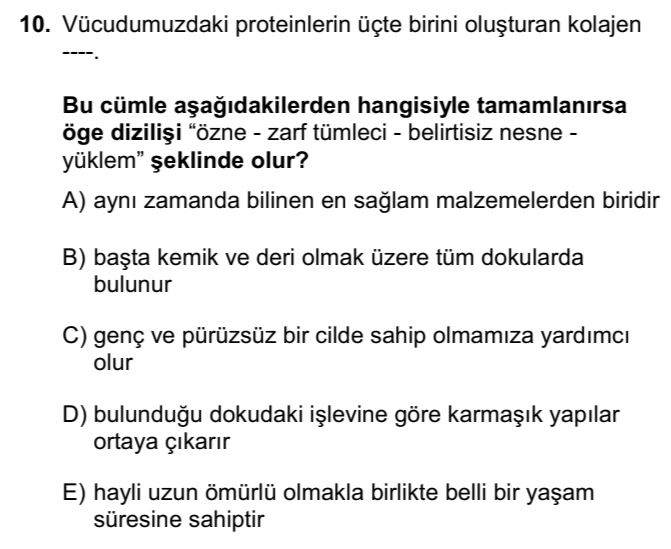 10. Vücudumuzdaki proteinlerin üçte birini oluşturan kolajen
----.
Bu cümle aşağıdakilerden hangisiyle tamamlanırsa
öge dizilişi “özne - zarf tümleci - belirtisiz nesne -
yüklem” şeklinde olur?
A) aynı zamanda bilinen en sağlam malzemelerden biridir
B) başta kemik ve deri olmak üzere tüm dokularda
bulunur
C) genç ve pürüzsüz bir cilde sahip olmamıza yardımcı
olur
D) bulunduğu dokudaki işlevine göre karmaşık yapılar
ortaya çıkarır
E) hayli uzun ömürlü olmakla birlikte belli bir yaşam
süresine sahiptir